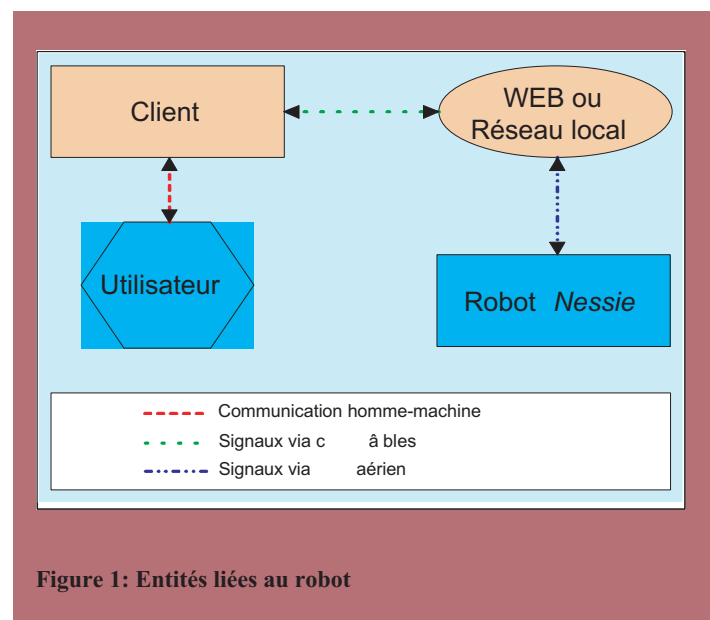 Client
WEB ou
Réseau local
Utilisateur
Robot Nessie
Communication homme-machine
Signaux via c â bles
Signaux via aérien
Figure 1: Entités liées au robot